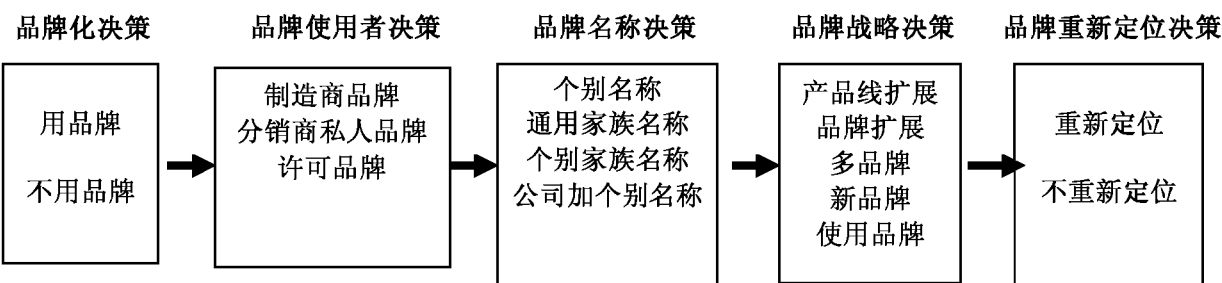 品牌化决策
品牌使用者决策
品牌名称决策
品牌战略决策
品牌重新定位决策
用品牌
不用品牌
制造商品牌
分销商私人品牌
许可品牌
个别名称
通用家族名称
个别家族名称
公司加个别名称
产品线扩展
品牌扩展
多品牌
新品牌
使用品牌
重新定位
不重新定位